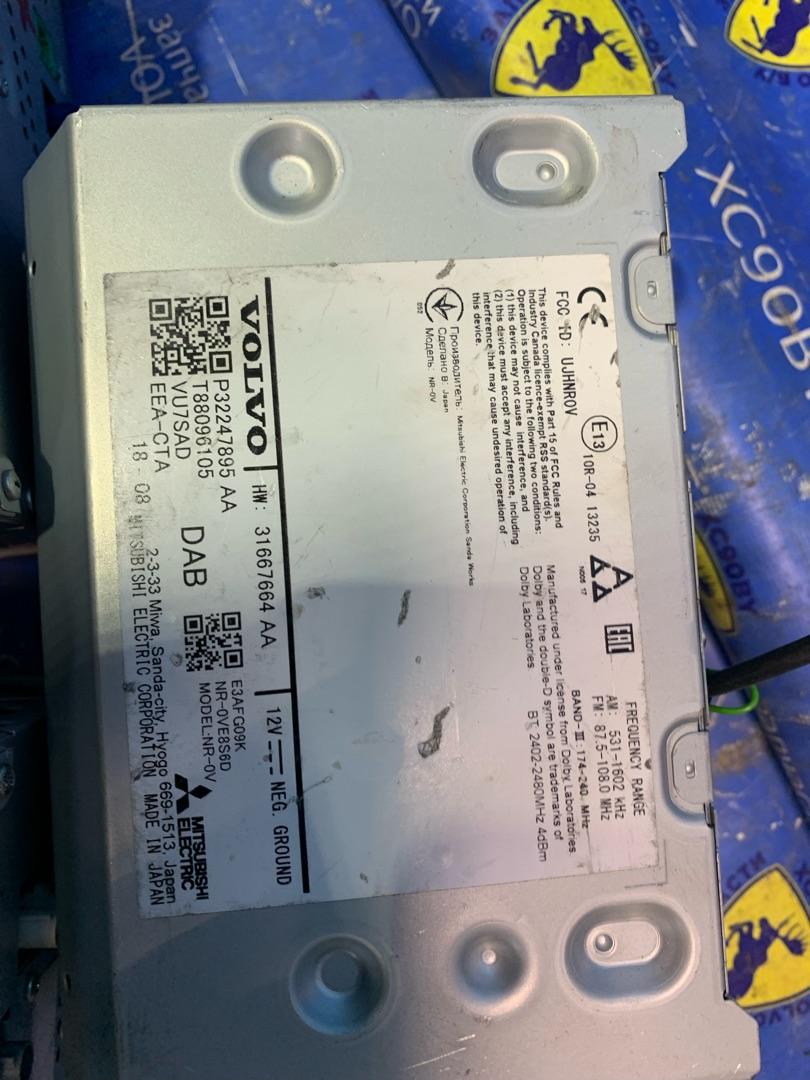 CE
E13
10R-04 13235
N006 17
EAC
FREQUENCY RANGE
AM: 531-1602 kHz
FM: 87.5-108.0 MHz
BAND-III:174-240 MHz
BT 2402-2480MHz 4dBm
FCC ID: UJHNR0V
This device complies with Part 15 of FCC Rules and
Industry Canada licence-exempt RSS standard(s).
Operation is subject to the following two conditions:
(1) this device may not cause interference, and
(2) this device must accept any interference, including
interference that may cause undesired operation of
this device.
Manufactured under license from Dolby Laboratories.
Dolby and the double-D symbol are trademarks of
Dolby Laboratories.
Производитель: Mitsubishi Electric Corporation Sanda Works
Сделано в: Japan
Модель: NR-0V
VOLVO
HW: 31667664 AA
12V
NEG. GROUND
P32247895 AA
T88096105
VU7SAD
EEA-CTA
18-08
DAB
E3AFG09K
NR-0VE8S6D
MODEL:NR-0V
MITSUBISHI
ELECTRIC
2-3-33 Miwa, Sanda-city, Hyogo 669-1513, Japan
MITSUBISHI ELECTRIC CORPORATION MADE IN JAPAN
XC90BY
XC90BY